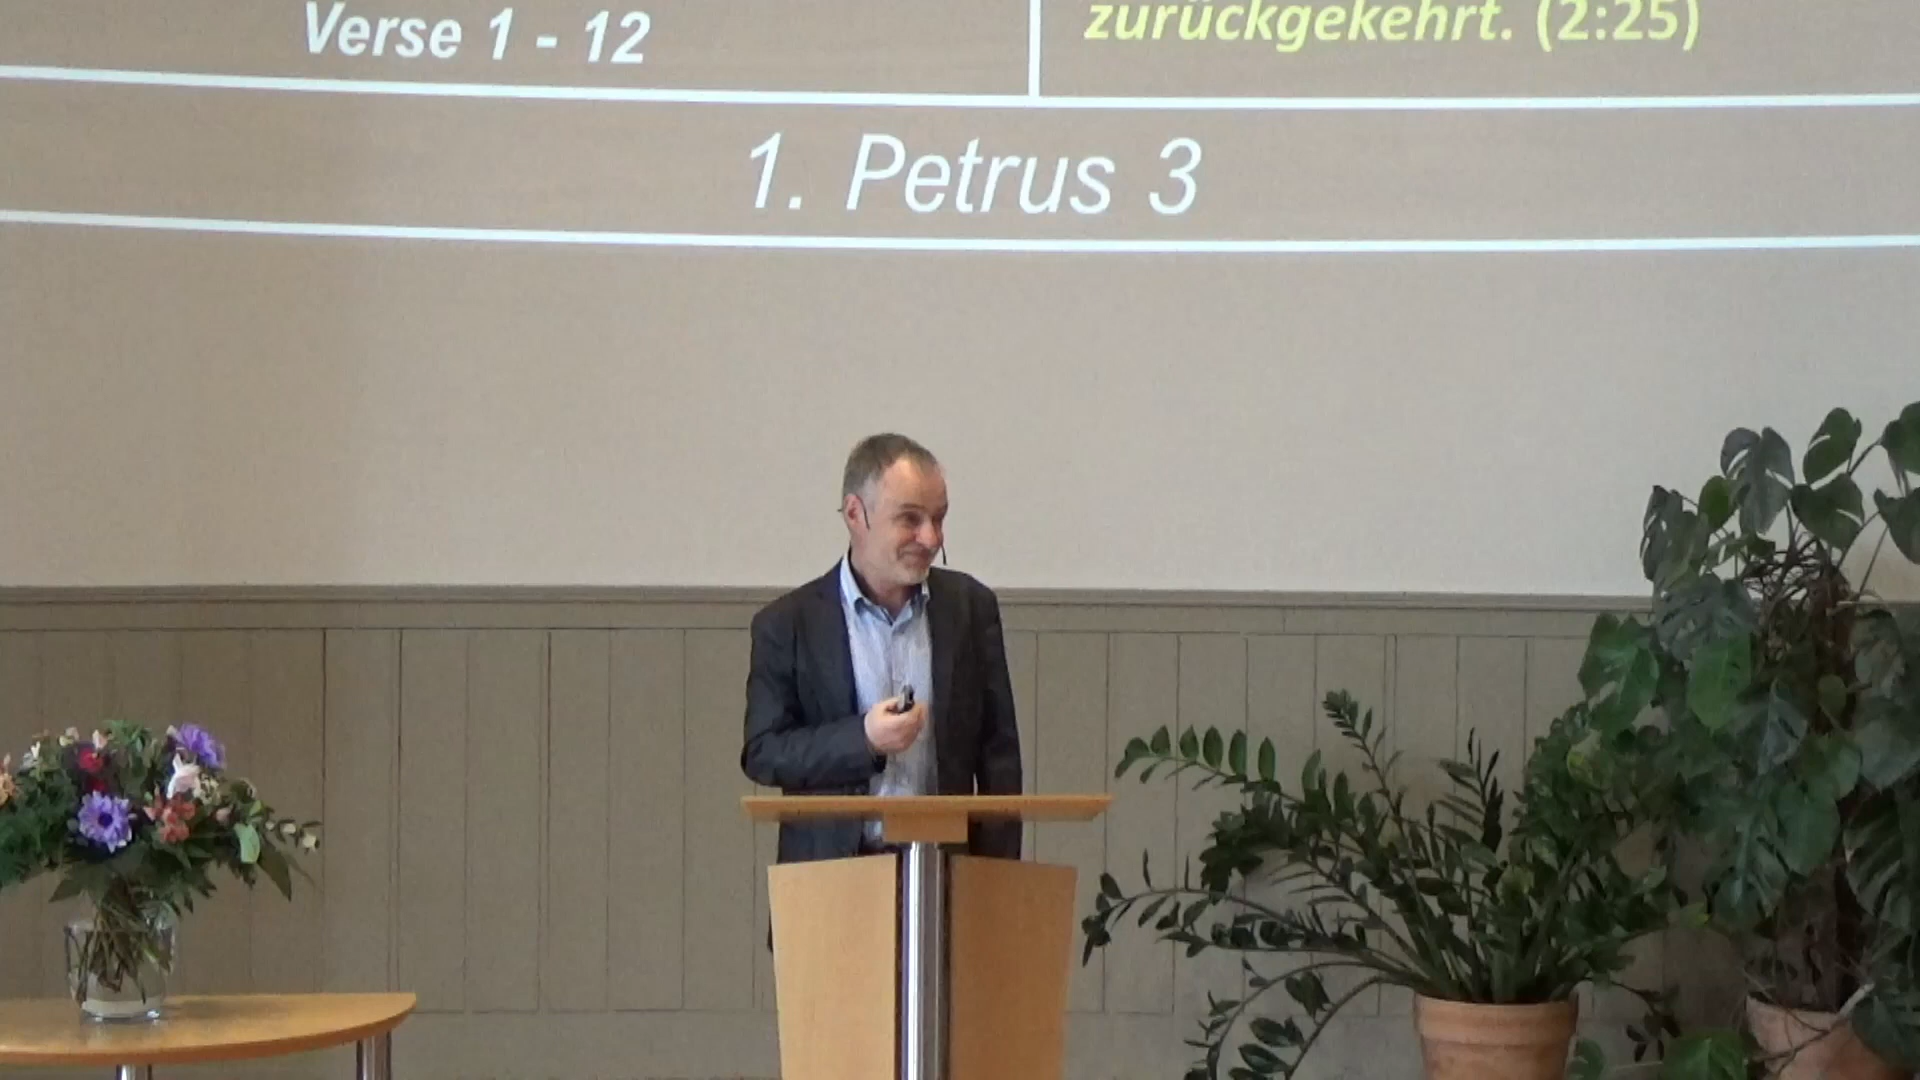 Verse 1 - 12
zurückgekehrt. (2:25)
1. Petrus 3